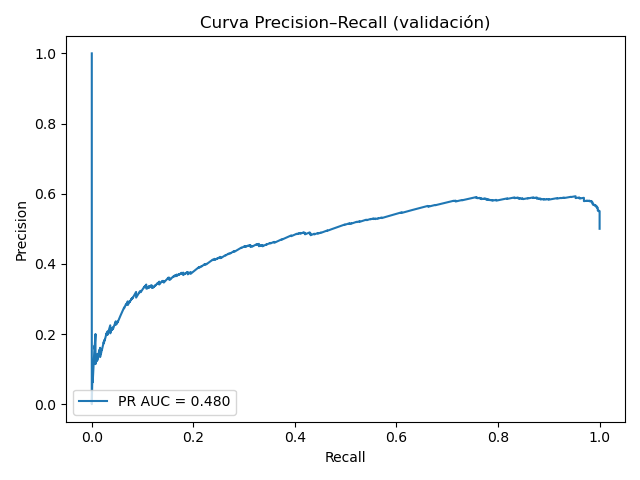 Curva Precision–Recall (validación)
1.0
0.8
0.6
0.4
0.2
0.0
Precision
PR AUC = 0.480
0.0 0.2 0.4 0.6 0.8 1.0
Recall